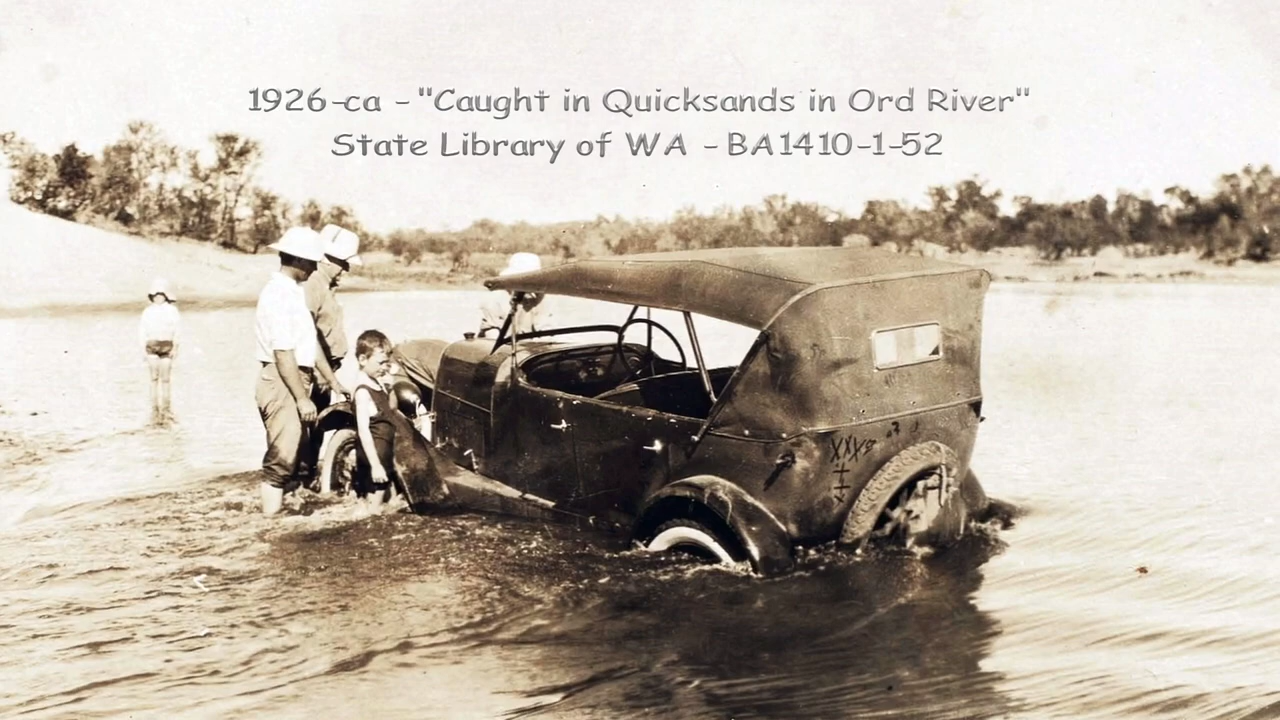 1926-ca - "Caught in Quicksands in Ord River"
State Library of WA - BA1410-1-52